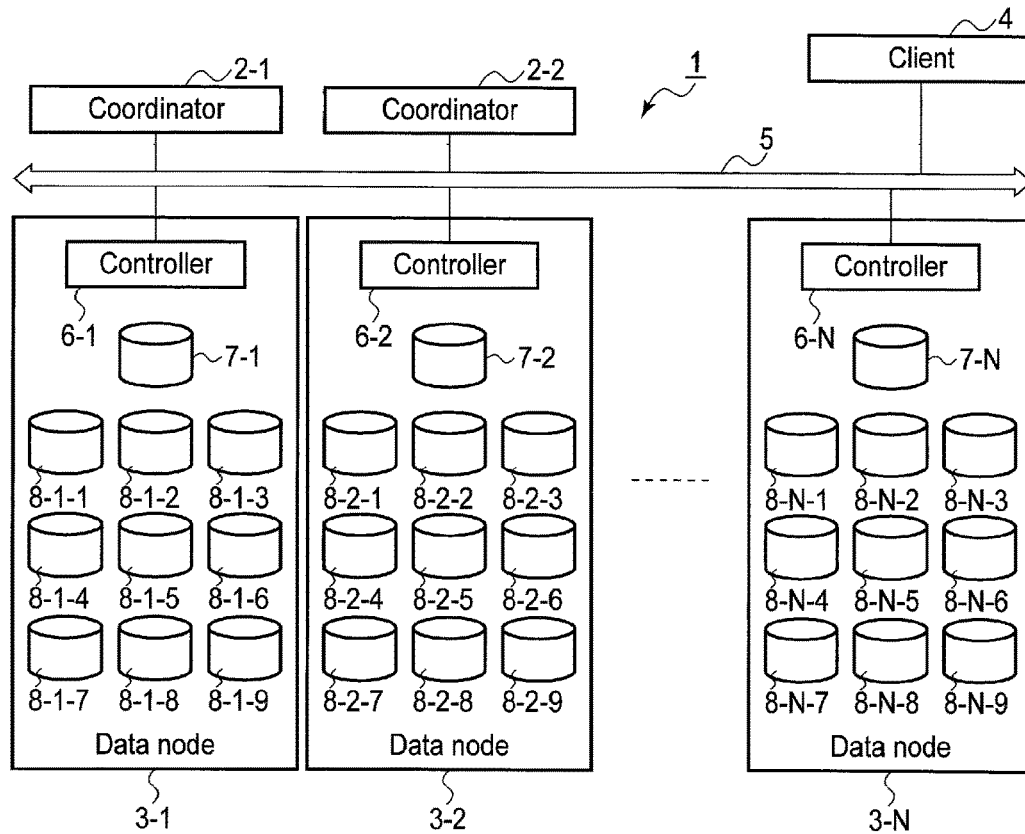 4
Client
2-1
2-2
1
Coordinator
Coordinator
5
Controller
Controller
Controller
6-1
6-2
6-N
7-1
7-2
7-N
8-1-1 8-1-2 8-1-3
8-2-1 8-2-2 8-2-3
8-N-1 8-N-2 8-N-3
8-1-4 8-1-5 8-1-6
8-2-4 8-2-5 8-2-6
8-N-4 8-N-5 8-N-6
8-1-7 8-1-8 8-1-9
8-2-7 8-2-8 8-2-9
8-N-7 8-N-8 8-N-9
Data node
Data node
Data node
3-1
3-2
3-N